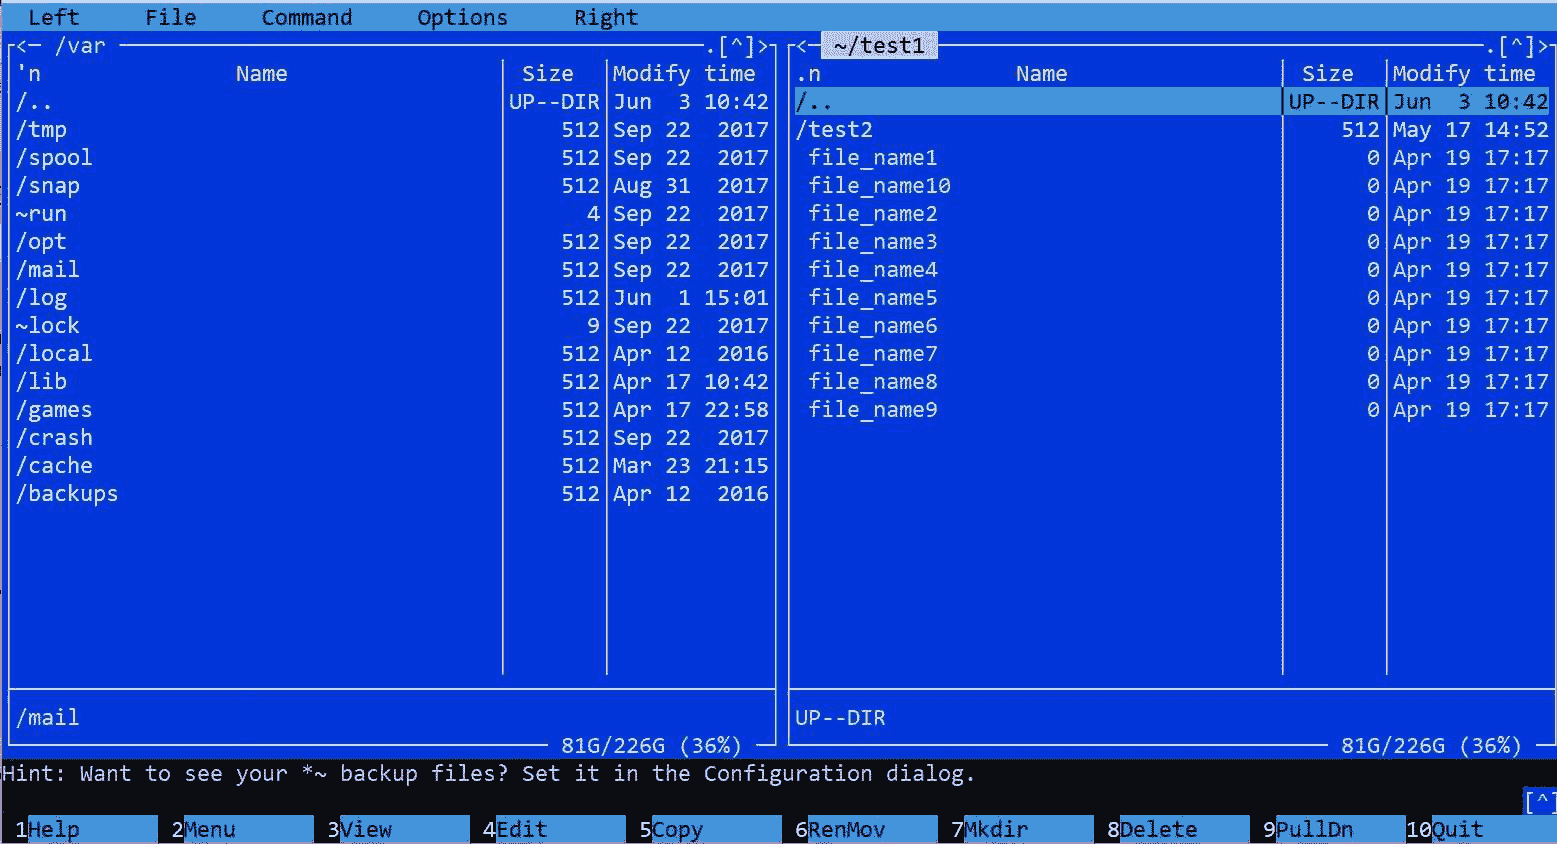 Left File Command Options Right
<─ /var .[^]> <─ ~/test1 .[^]>
'n Name Size Modify time .n Name Size Modify time
/.. UP--DIR Jun 3 10:42 /.. UP--DIR Jun 3 10:42
/tmp 512 Sep 22 2017 /test2 512 May 17 14:52
/spool 512 Sep 22 2017 file_name1 0 Apr 19 17:17
/snap 512 Aug 31 2017 file_name10 0 Apr 19 17:17
~run 4 Sep 22 2017 file_name2 0 Apr 19 17:17
/opt 512 Sep 22 2017 file_name3 0 Apr 19 17:17
/mail 512 Sep 22 2017 file_name4 0 Apr 19 17:17
/log 512 Jun 1 15:01 file_name5 0 Apr 19 17:17
~lock 9 Sep 22 2017 file_name6 0 Apr 19 17:17
/local 512 Apr 12 2016 file_name7 0 Apr 19 17:17
/lib 512 Apr 17 10:42 file_name8 0 Apr 19 17:17
/games 512 Apr 17 22:58 file_name9 0 Apr 19 17:17
/crash 512 Sep 22 2017
/cache 512 Mar 23 21:15
/backups 512 Apr 12 2016
/mail UP--DIR
81G/226G (36%) 81G/226G (36%)
Hint: Want to see your *~ backup files? Set it in the Configuration dialog.
[^]
1Help 2Menu 3View 4Edit 5Copy 6RenMov 7Mkdir 8Delete 9PullDn 10Quit